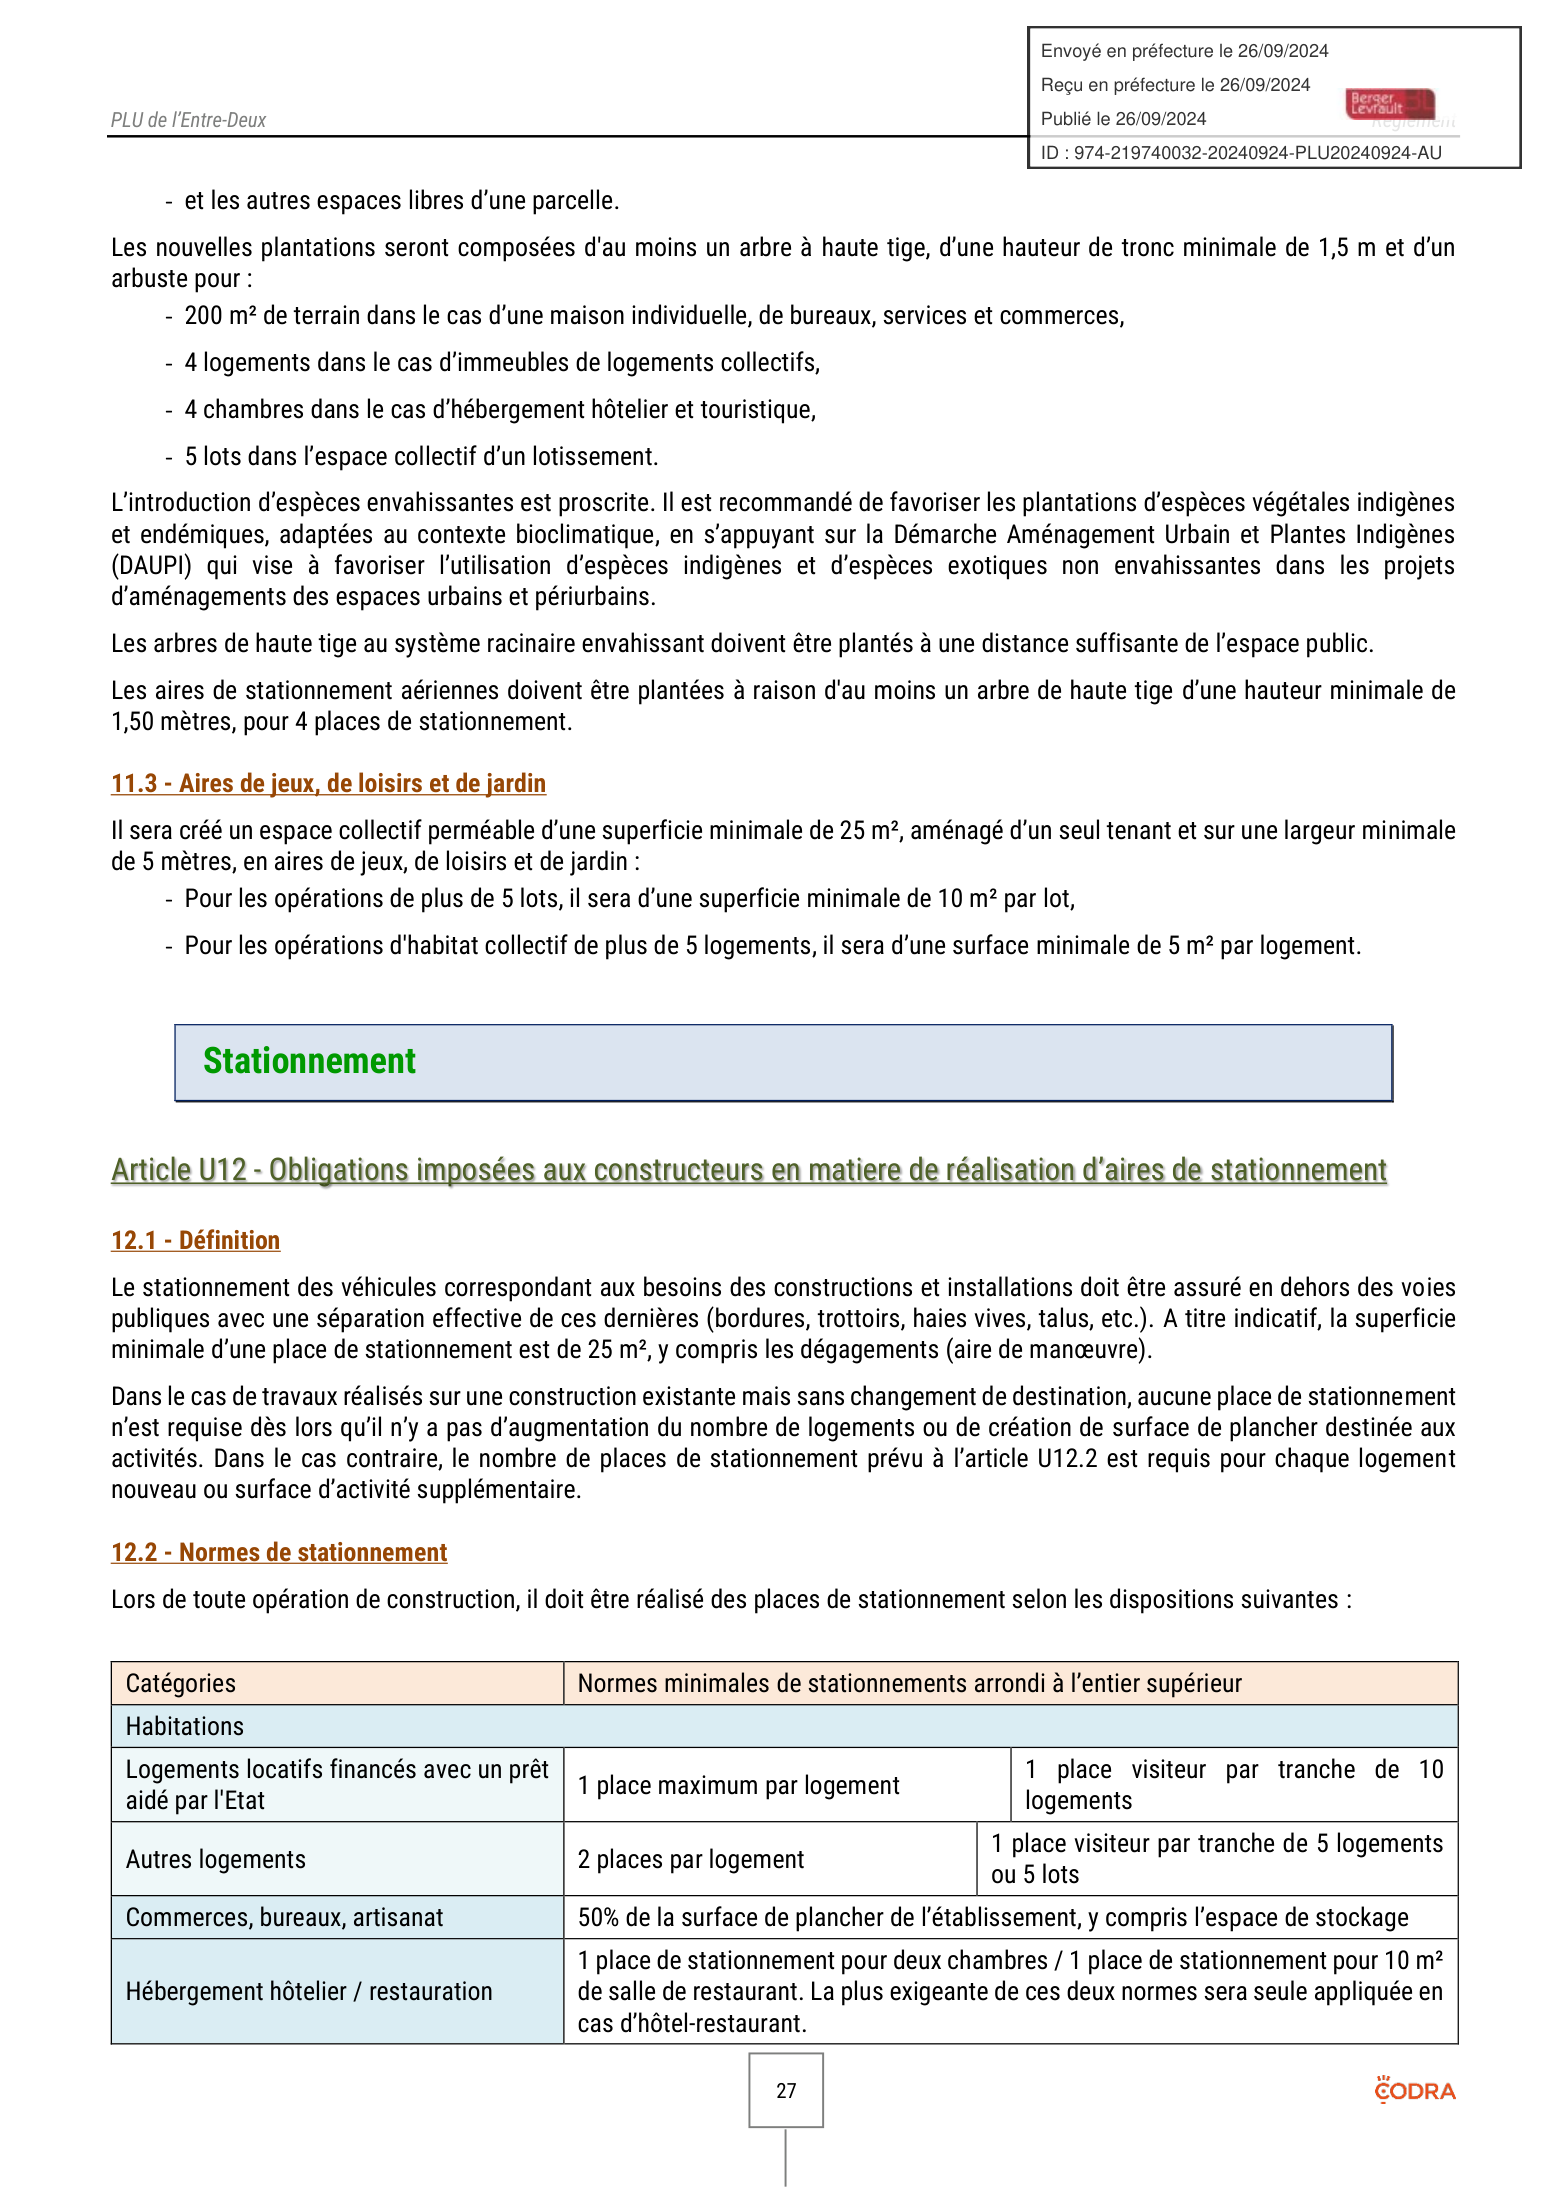 Envoyé en préfecture le 26/09/2024
Reçu en préfecture le 26/09/2024
Publié le 26/09/2024
Berger
Levrault
ID : 974-219740032-20240924-PLU20240924-AU
PLU de l’Entre-Deux
Règlement
- et les autres espaces libres d’une parcelle.
Les nouvelles plantations seront composées d'au moins un arbre à haute tige, d’une hauteur de tronc minimale de 1,5 m et d’un
arbuste pour :
- 200 m² de terrain dans le cas d’une maison individuelle, de bureaux, services et commerces,
- 4 logements dans le cas d’immeubles de logements collectifs,
- 4 chambres dans le cas d’hébergement hôtelier et touristique,
- 5 lots dans l’espace collectif d’un lotissement.
L’introduction d’espèces envahissantes est proscrite. Il est recommandé de favoriser les plantations d’espèces végétales indigènes
et endémiques, adaptées au contexte bioclimatique, en s’appuyant sur la Démarche Aménagement Urbain et Plantes Indigènes
(DAUPI) qui vise à favoriser l’utilisation d’espèces indigènes et d’espèces exotiques non envahissantes dans les projets
d’aménagements des espaces urbains et périurbains.
Les arbres de haute tige au système racinaire envahissant doivent être plantés à une distance suffisante de l’espace public.
Les aires de stationnement aériennes doivent être plantées à raison d'au moins un arbre de haute tige d’une hauteur minimale de
1,50 mètres, pour 4 places de stationnement.
11.3 - Aires de jeux, de loisirs et de jardin
Il sera créé un espace collectif perméable d’une superficie minimale de 25 m², aménagé d’un seul tenant et sur une largeur minimale
de 5 mètres, en aires de jeux, de loisirs et de jardin :
- Pour les opérations de plus de 5 lots, il sera d’une superficie minimale de 10 m² par lot,
- Pour les opérations d'habitat collectif de plus de 5 logements, il sera d’une surface minimale de 5 m² par logement.
Stationnement
Article U12 - Obligations imposées aux constructeurs en matiere de réalisation d’aires de stationnement
12.1 - Définition
Le stationnement des véhicules correspondant aux besoins des constructions et installations doit être assuré en dehors des voies
publiques avec une séparation effective de ces dernières (bordures, trottoirs, haies vives, talus, etc.). A titre indicatif, la superficie
minimale d’une place de stationnement est de 25 m², y compris les dégagements (aire de manœuvre).
Dans le cas de travaux réalisés sur une construction existante mais sans changement de destination, aucune place de stationnement
n’est requise dès lors qu’il n’y a pas d’augmentation du nombre de logements ou de création de surface de plancher destinée aux
activités. Dans le cas contraire, le nombre de places de stationnement prévu à l’article U12.2 est requis pour chaque logement
nouveau ou surface d’activité supplémentaire.
12.2 - Normes de stationnement
Lors de toute opération de construction, il doit être réalisé des places de stationnement selon les dispositions suivantes :
Catégories
Normes minimales de stationnements arrondi à l’entier supérieur
Habitations
Logements locatifs financés avec un prêt
aidé par l'Etat
1 place maximum par logement
1 place visiteur par tranche de 10
logements
Autres logements
2 places par logement
1 place visiteur par tranche de 5 logements
ou 5 lots
Commerces, bureaux, artisanat
50% de la surface de plancher de l’établissement, y compris l’espace de stockage
Hébergement hôtelier / restauration
1 place de stationnement pour deux chambres / 1 place de stationnement pour 10 m²
de salle de restaurant. La plus exigeante de ces deux normes sera seule appliquée en
cas d’hôtel-restaurant.
27
CODRA